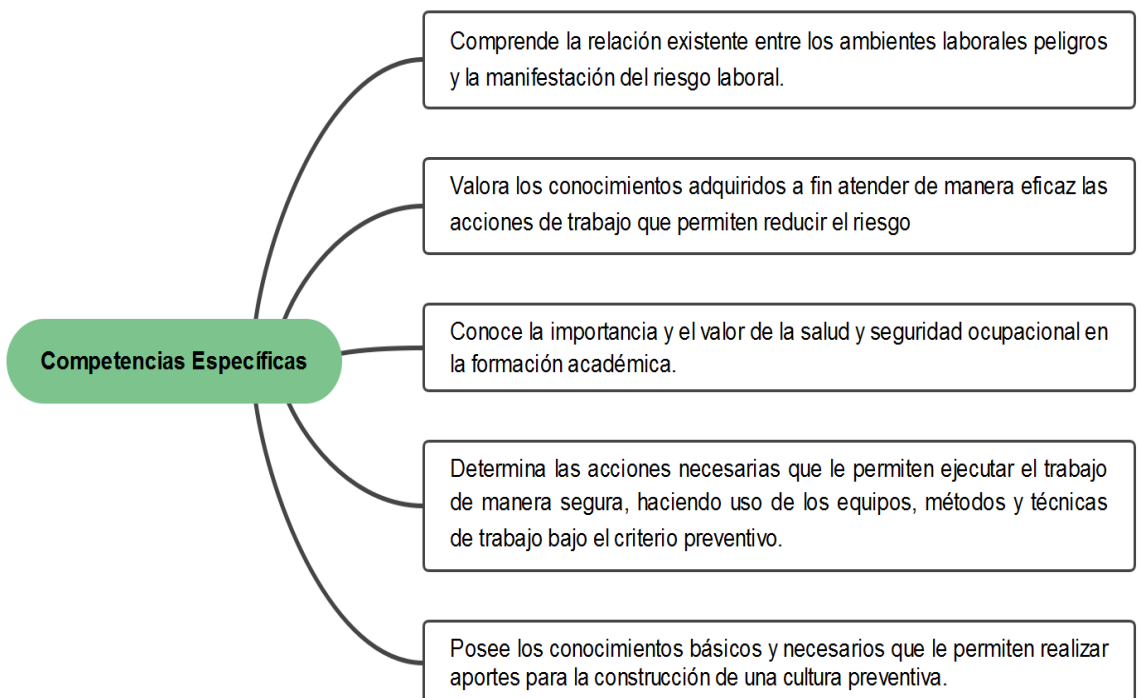 Comprende la relación existente entre los ambientes laborales peligros
y la manifestación del riesgo laboral.
Valora los conocimientos adquiridos a fin atender de manera eficaz las
acciones de trabajo que permiten reducir el riesgo
Competencias Específicas
Conoce la importancia y el valor de la salud y seguridad ocupacional en
la formación académica.
Determina las acciones necesarias que le permiten ejecutar el trabajo
de manera segura, haciendo uso de los equipos, métodos y técnicas
de trabajo bajo el criterio preventivo.
Posee los conocimientos básicos y necesarios que le permiten realizar
aportes para la construcción de una cultura preventiva.